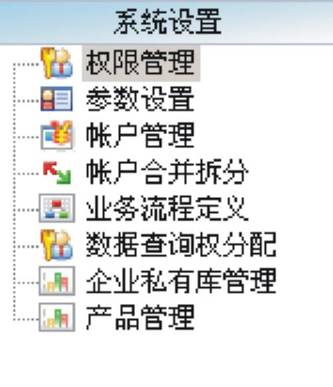 系统设置
权限管理
参数设置
帐户管理
帐户合并拆分
业务流程定义
数据查询权分配
企业私有库管理
产品管理